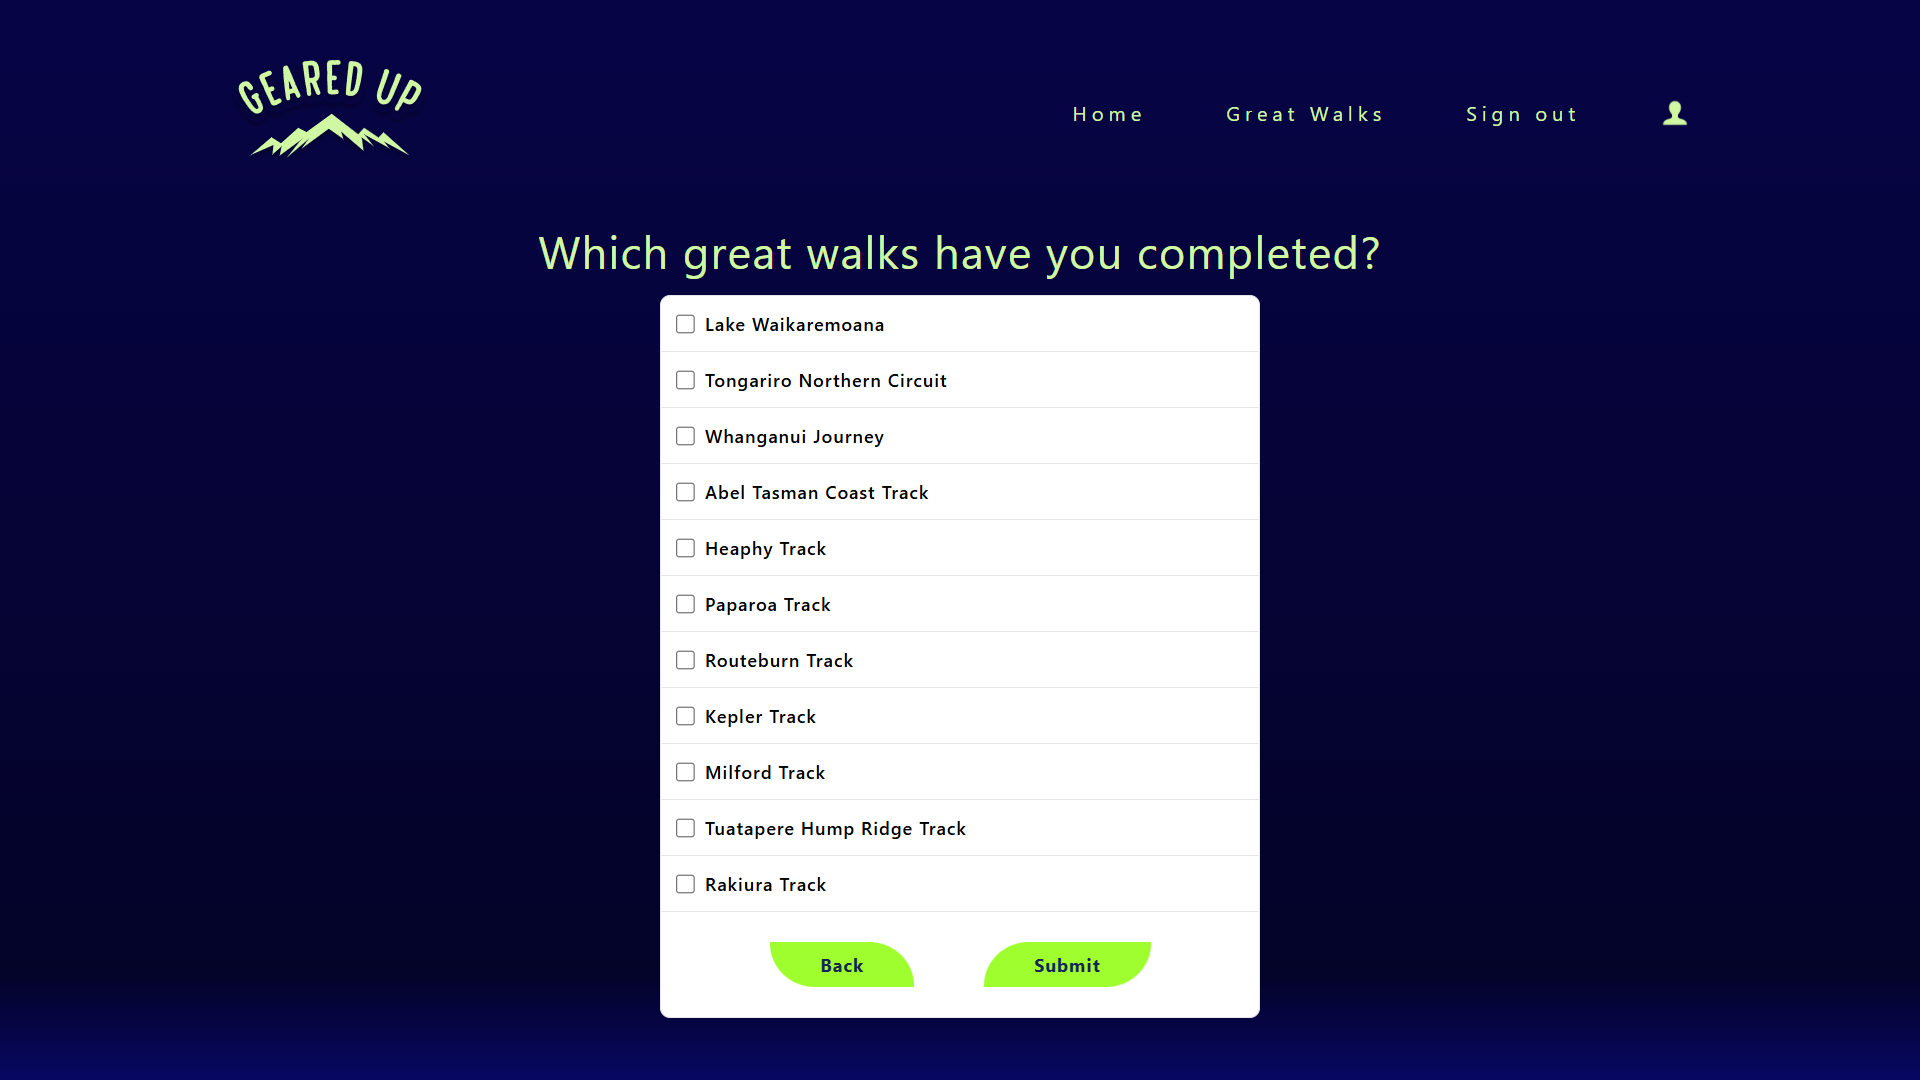 GEARED UP
Home
Great Walks
Sign out
Which great walks have you completed?
Lake Waikaremoana
Tongariro Northern Circuit
Whanganui Journey
Abel Tasman Coast Track
Heaphy Track
Paparoa Track
Routeburn Track
Kepler Track
Milford Track
Tuatapere Hump Ridge Track
Rakiura Track
Back
Submit